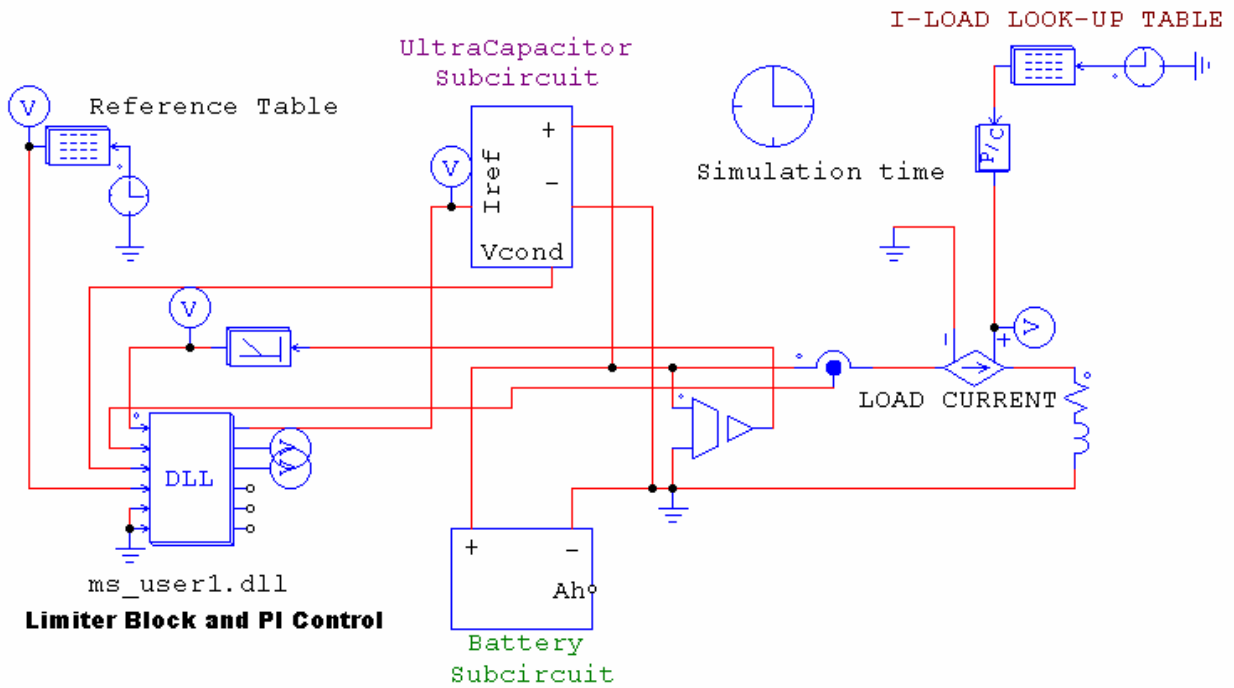 I-LOAD LOOK-UP TABLE
UltraCapacitor
Subcircuit
V
Reference Table
+
V
Iref
-
Vcond
P/C
Simulation time
V
V
-
+
LOAD CURRENT
DLL
V
V
ms_user1.dll
Limiter Block and PI Control
+
-
Ah
Battery
Subcircuit